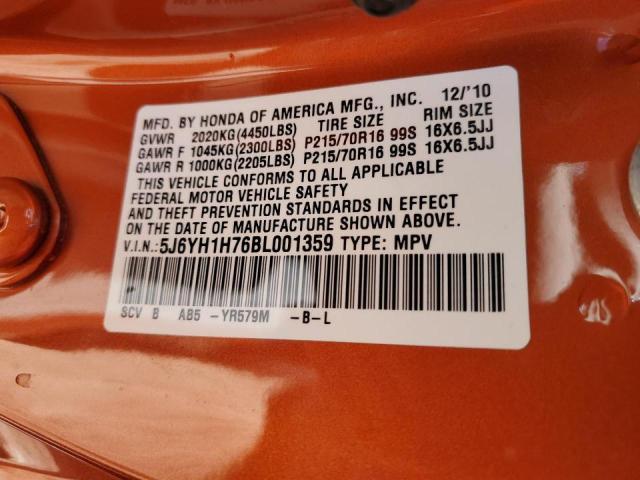 MFD. BY HONDA OF AMERICA MFG., INC. 12/'10
GVWR 2020KG(4450LBS) TIRE SIZE RIM SIZE
GAWR F 1045KG(2300LBS) P215/70R16 99S 16X6.5JJ
GAWR R 1000KG(2205LBS) P215/70R16 99S 16X6.5JJ
THIS VEHICLE CONFORMS TO ALL APPLICABLE
FEDERAL MOTOR VEHICLE SAFETY
AND THEFT PREVENTION STANDARDS IN EFFECT
ON THE DATE OF MANUFACTURE SHOWN ABOVE.
V.I.N.: 5J6YH1H76BL001359 TYPE: MPV
SCV B AB5 -YR579M -B-L